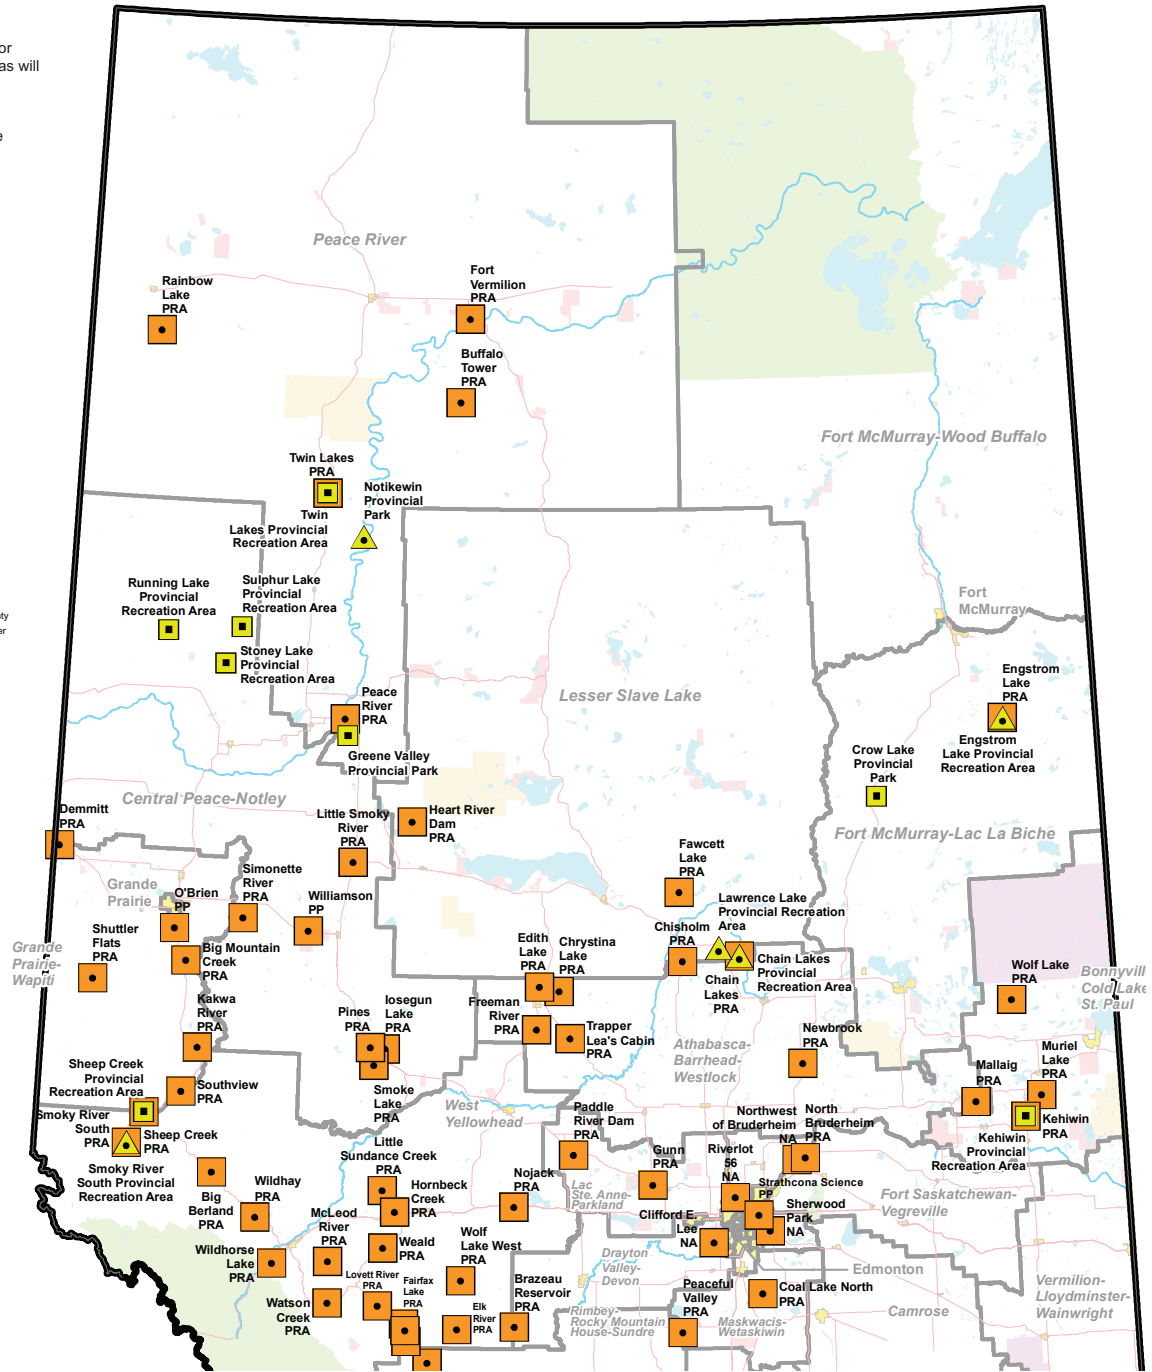 or
as will
e
Peace River
Rainbow
Lake
PRA
Fort
Vermilion
PRA
Buffalo
Tower
PRA
Fort McMurray-Wood Buffalo
Twin Lakes
PRA
Twin
Lakes Provincial
Recreation Area
Notikewin
Provincial
Park
Running Lake
Provincial
Recreation Area
Sulphur Lake
Provincial
Recreation Area
nty
er
Stoney Lake
Provincial
Recreation Area
Fort
McMurray
Peace
River
PRA
Greene Valley
Provincial Park
Lesser Slave Lake
Engstrom
Lake
PRA
Engstrom
Lake Provincial
Recreation Area
Crow Lake
Provincial
Park
Central Peace-Notley
Demmitt
PRA
Little Smoky
River
PRA
Heart River
Dam
PRA
Fort McMurray-Lac La Biche
Fawcett
Lake
PRA
Grande
Prairie
O'Brien
PP
Simonette
River
PRA
Williamson
PP
Lawrence Lake
Provincial Recreation
Area
Shuttler
Flats
PRA
Grande
Prairie-
Wapiti
Big Mountain
Creek
PRA
Edith
Lake
PRA
Chrystina
Lake
PRA
Chisholm
PRA
Chain Lakes
Provincial
Recreation Area
Chain
Lakes
PRA
Wolf Lake
PRA
Bonnyvill
Cold Lake
St. Paul
Kakwa
River
PRA
Pines
PRA
Iosegun
Lake
PRA
Freeman
River
PRA
Trapper
Lea's Cabin
PRA
Athabasca-
Barrhead-
Westlock
Newbrook
PRA
Muriel
Lake
PRA
Mallaig
PRA
Sheep Creek
Provincial
Recreation Area
Southview
PRA
Smoke
Lake
PRA
West
Yellowhead
Paddle
River Dam
PRA
Northwest
of Bruderheim
NA
North
Bruderheim
PRA
Kehiwin
PRA
Kehiwin
Provincial
Recreation Area
Smoky River
South
PRA
Sheep Creek
PRA
Smoky River
South Provincial
Recreation Area
Little
Sundance Creek
PRA
Gunn
PRA
Riverlot
56
NA
Strathcona Science
PP
Big
Berland
PRA
Wildhay
PRA
Hornbeck
Creek
PRA
Nojack
PRA
Lac
Ste. Anne-
Parkland
Sherwood
Park
NA
Fort Saskatchewan-
Vegreville
McLeod
River
PRA
Clifford E.
Lee
NA
Wildhorse
Lake
PRA
Weald
PRA
Wolf
Lake West
PRA
Drayton
Valley-
Devon
Edmonton
Lovett River
PRA
Fairfax
Lake
PRA
Brazeau
Reservoir
PRA
Peaceful
Valley
PRA
Coal Lake North
PRA
Vermilion-
Lloydminster-
Wainwright
Watson
Creek
PRA
Elk
River
PRA
Rimbey-
Rocky Mountain
House-Sundre
Maskwacis-
Wetaskiwin
Camrose